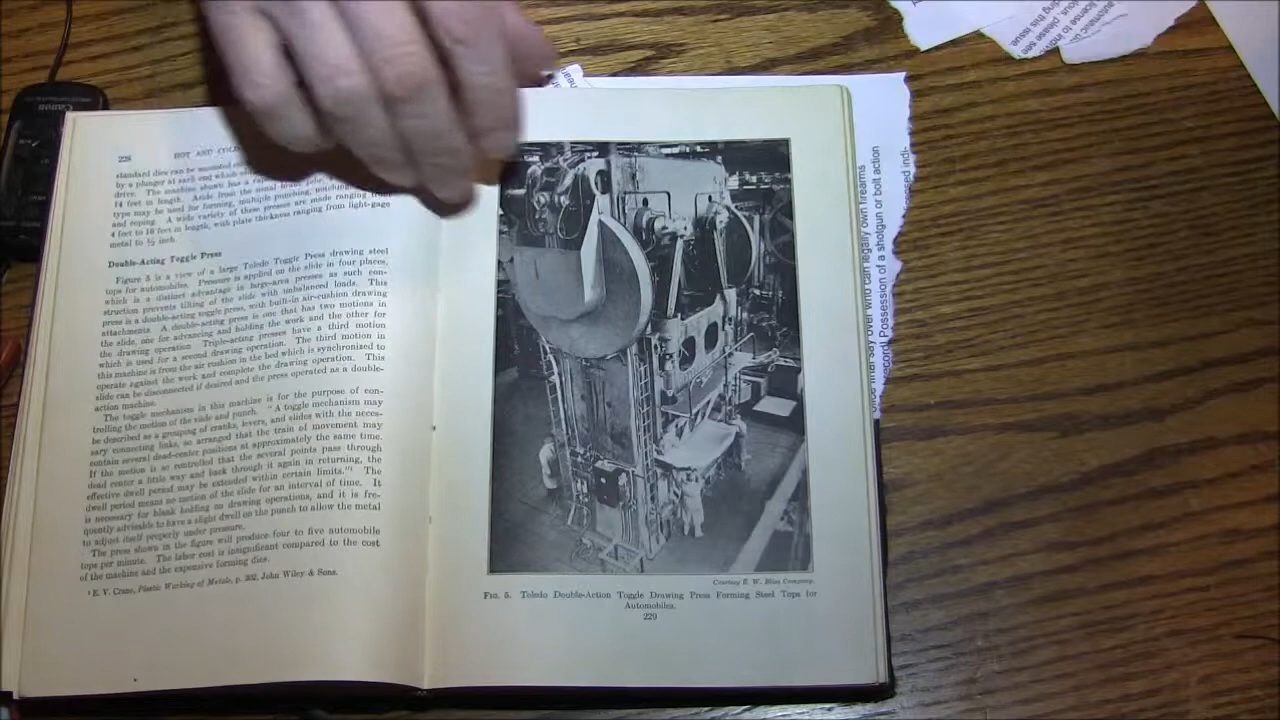 228 HOT AND COLD
standard dies can be mounted
by a plunger at each end which
drive. The machine shown has a
14 feet in length. Aside from the usual
type may be used for forming, multiple punching, notching
and coping. A wide variety of these presses are made ranging from
4 feet to 16 feet in length, with plate thickness ranging from light-gage
metal to ½ inch.
Double-Acting Toggle Press
Figure 5 is a view of a large Toledo Toggle Press drawing steel
tops for automobiles. Pressure is applied on the slide in four places,
which is a distinct advantage in large-area presses as such con-
struction prevents tilting of the slide with unbalanced loads. This
press is a double-acting toggle press, with built-in air-cushion drawing
attachments. A double-acting press is one that has two motions in
the slide, one for advancing and holding the work and the other for
the drawing operation. Triple-acting presses have a third motion
which is used for a second drawing operation. The third motion in
this machine is from the air cushion in the bed which is synchronized to
operate against the work and complete the drawing operation. This
slide can be disconnected if desired and the press operated as a double-
action machine.
The toggle mechanism in this machine is for the purpose of con-
trolling the motion of the slide and punch. "A toggle mechanism may
be described as a grouping of cranks, levers, and slides with the neces-
sary connecting links, so arranged that the train of movement may
contain several dead-center positions at approximately the same time.
If the motion is so controlled that the several points pass through
dead center a little way and back through it again in returning, the
effective dwell period may be extended within certain limits."¹ The
dwell period means no motion of the slide for an interval of time. It
is necessary for blank holding on drawing operations, and it is fre-
quently advisable to have a slight dwell on the punch to allow the metal
to adjust itself properly under pressure.
The press shown in the figure will produce four to five automobile
tops per minute. The labor cost is insignificant compared to the cost
of the machine and the expensive forming dies.
¹ E. V. Crane, Plastic Working of Metals, p. 302, John Wiley & Sons.
Courtesy E. W. Bliss Company.
FIG. 5. Toledo Double-Action Toggle Drawing Press Forming Steel Tops for
Automobiles.
229
final say over who can legally own firearms
Possession of a shotgun or bolt action
Canon
automatic
license to
please see
this issue.